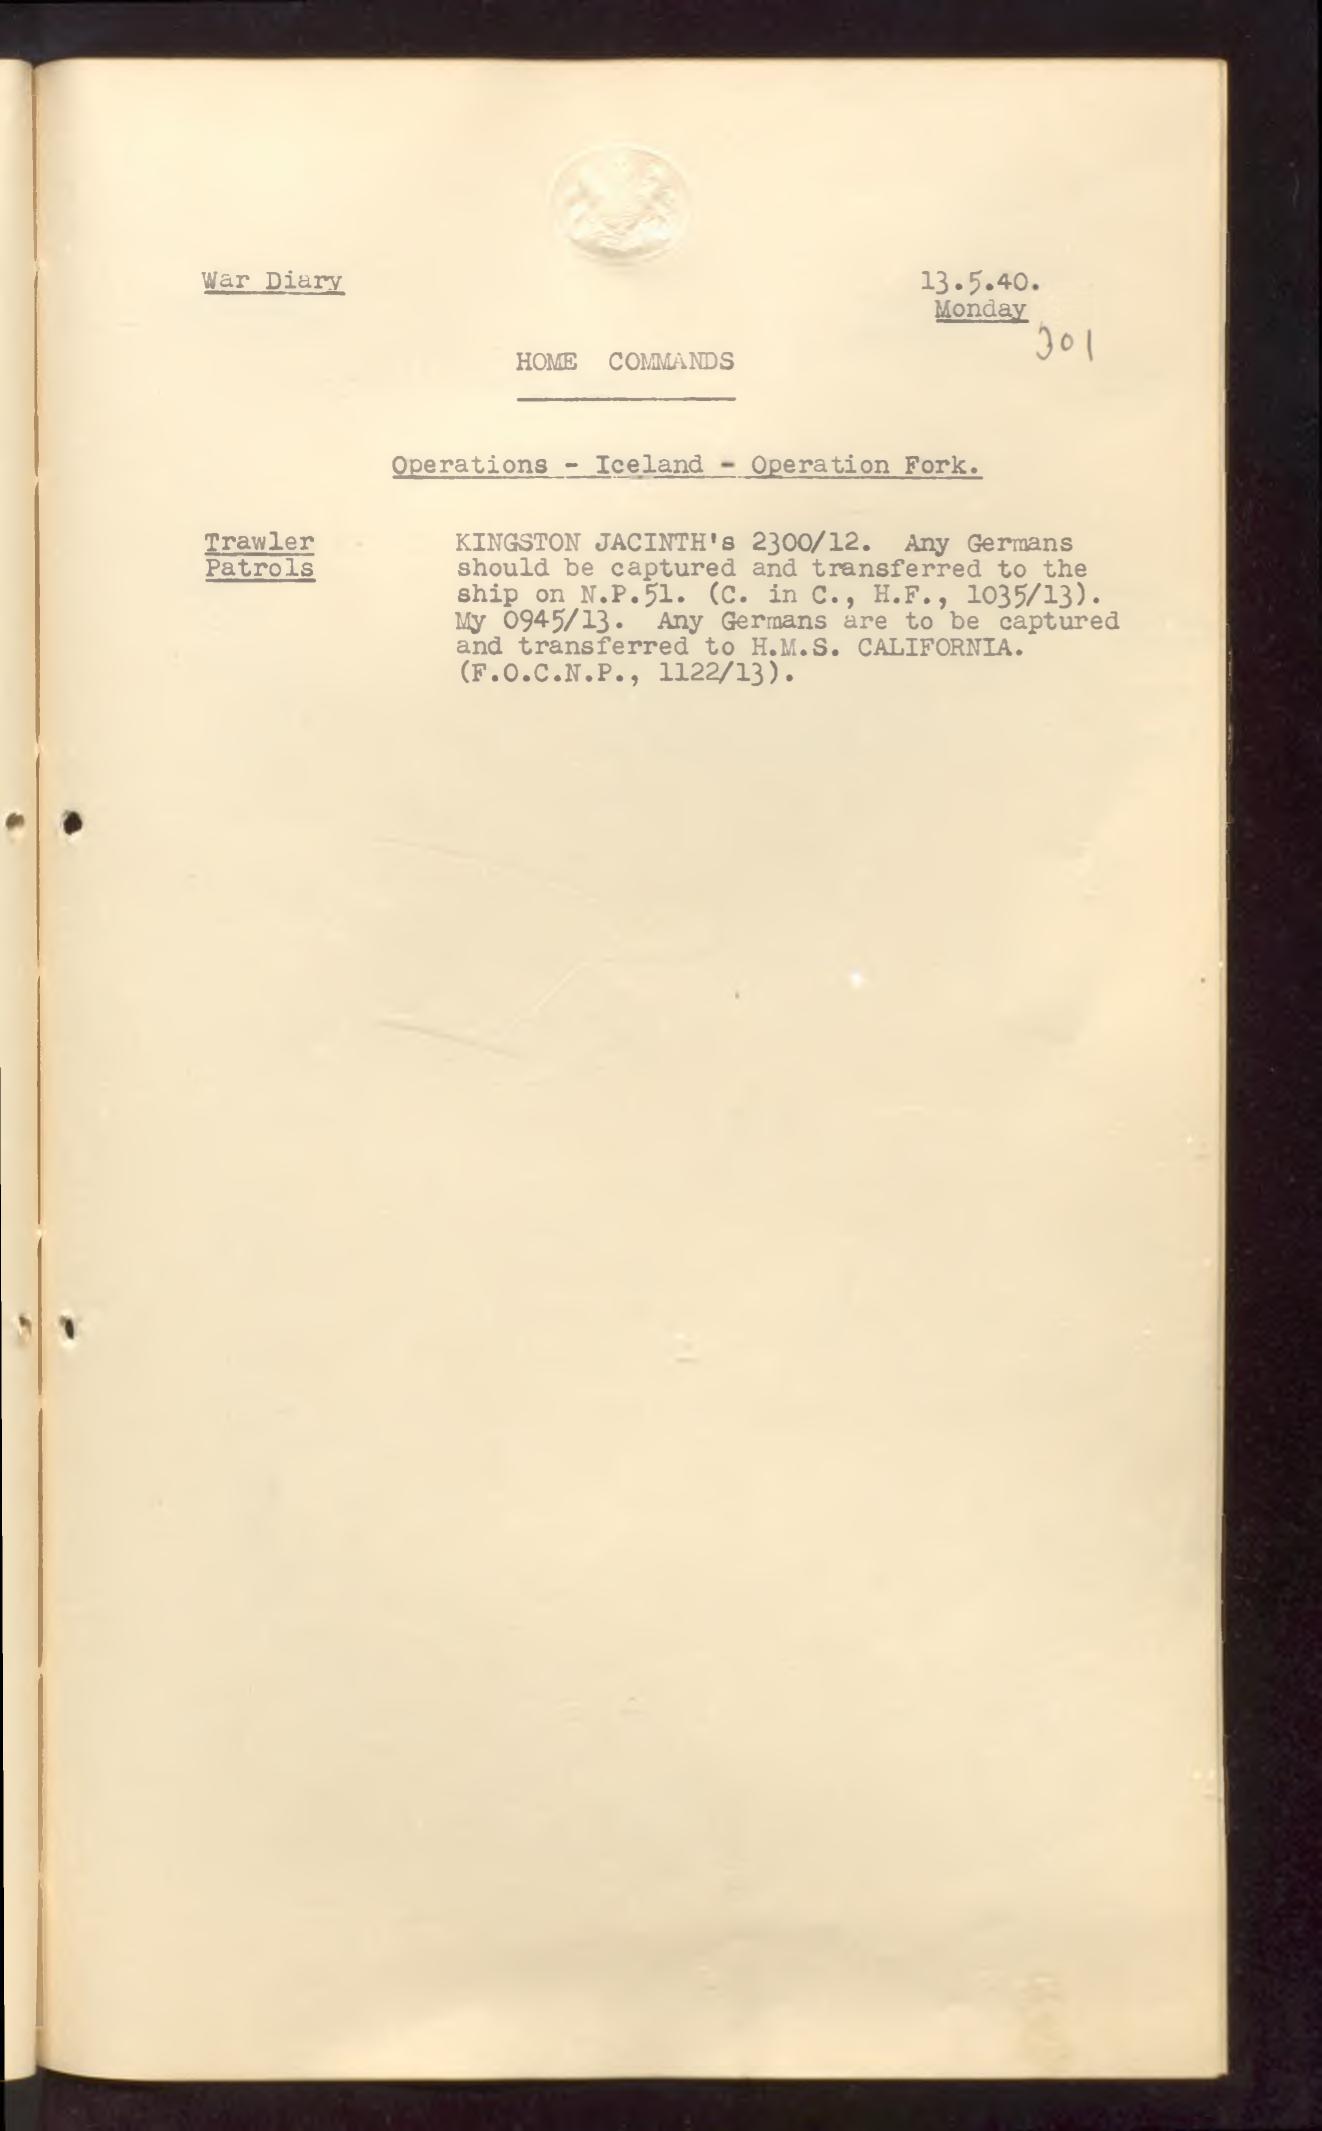 War Diary
13.5.40.
Monday
301
HOME COMMANDS
Operations - Iceland - Operation Fork.
Trawler
Patrols
KINGSTON JACINTH's 2300/12. Any Germans
should be captured and transferred to the
ship on N.P.51. (C. in C., H.F., 1035/13).
My 0945/13. Any Germans are to be captured
and transferred to H.M.S. CALIFORNIA.
(F.O.C.N.P., 1122/13).